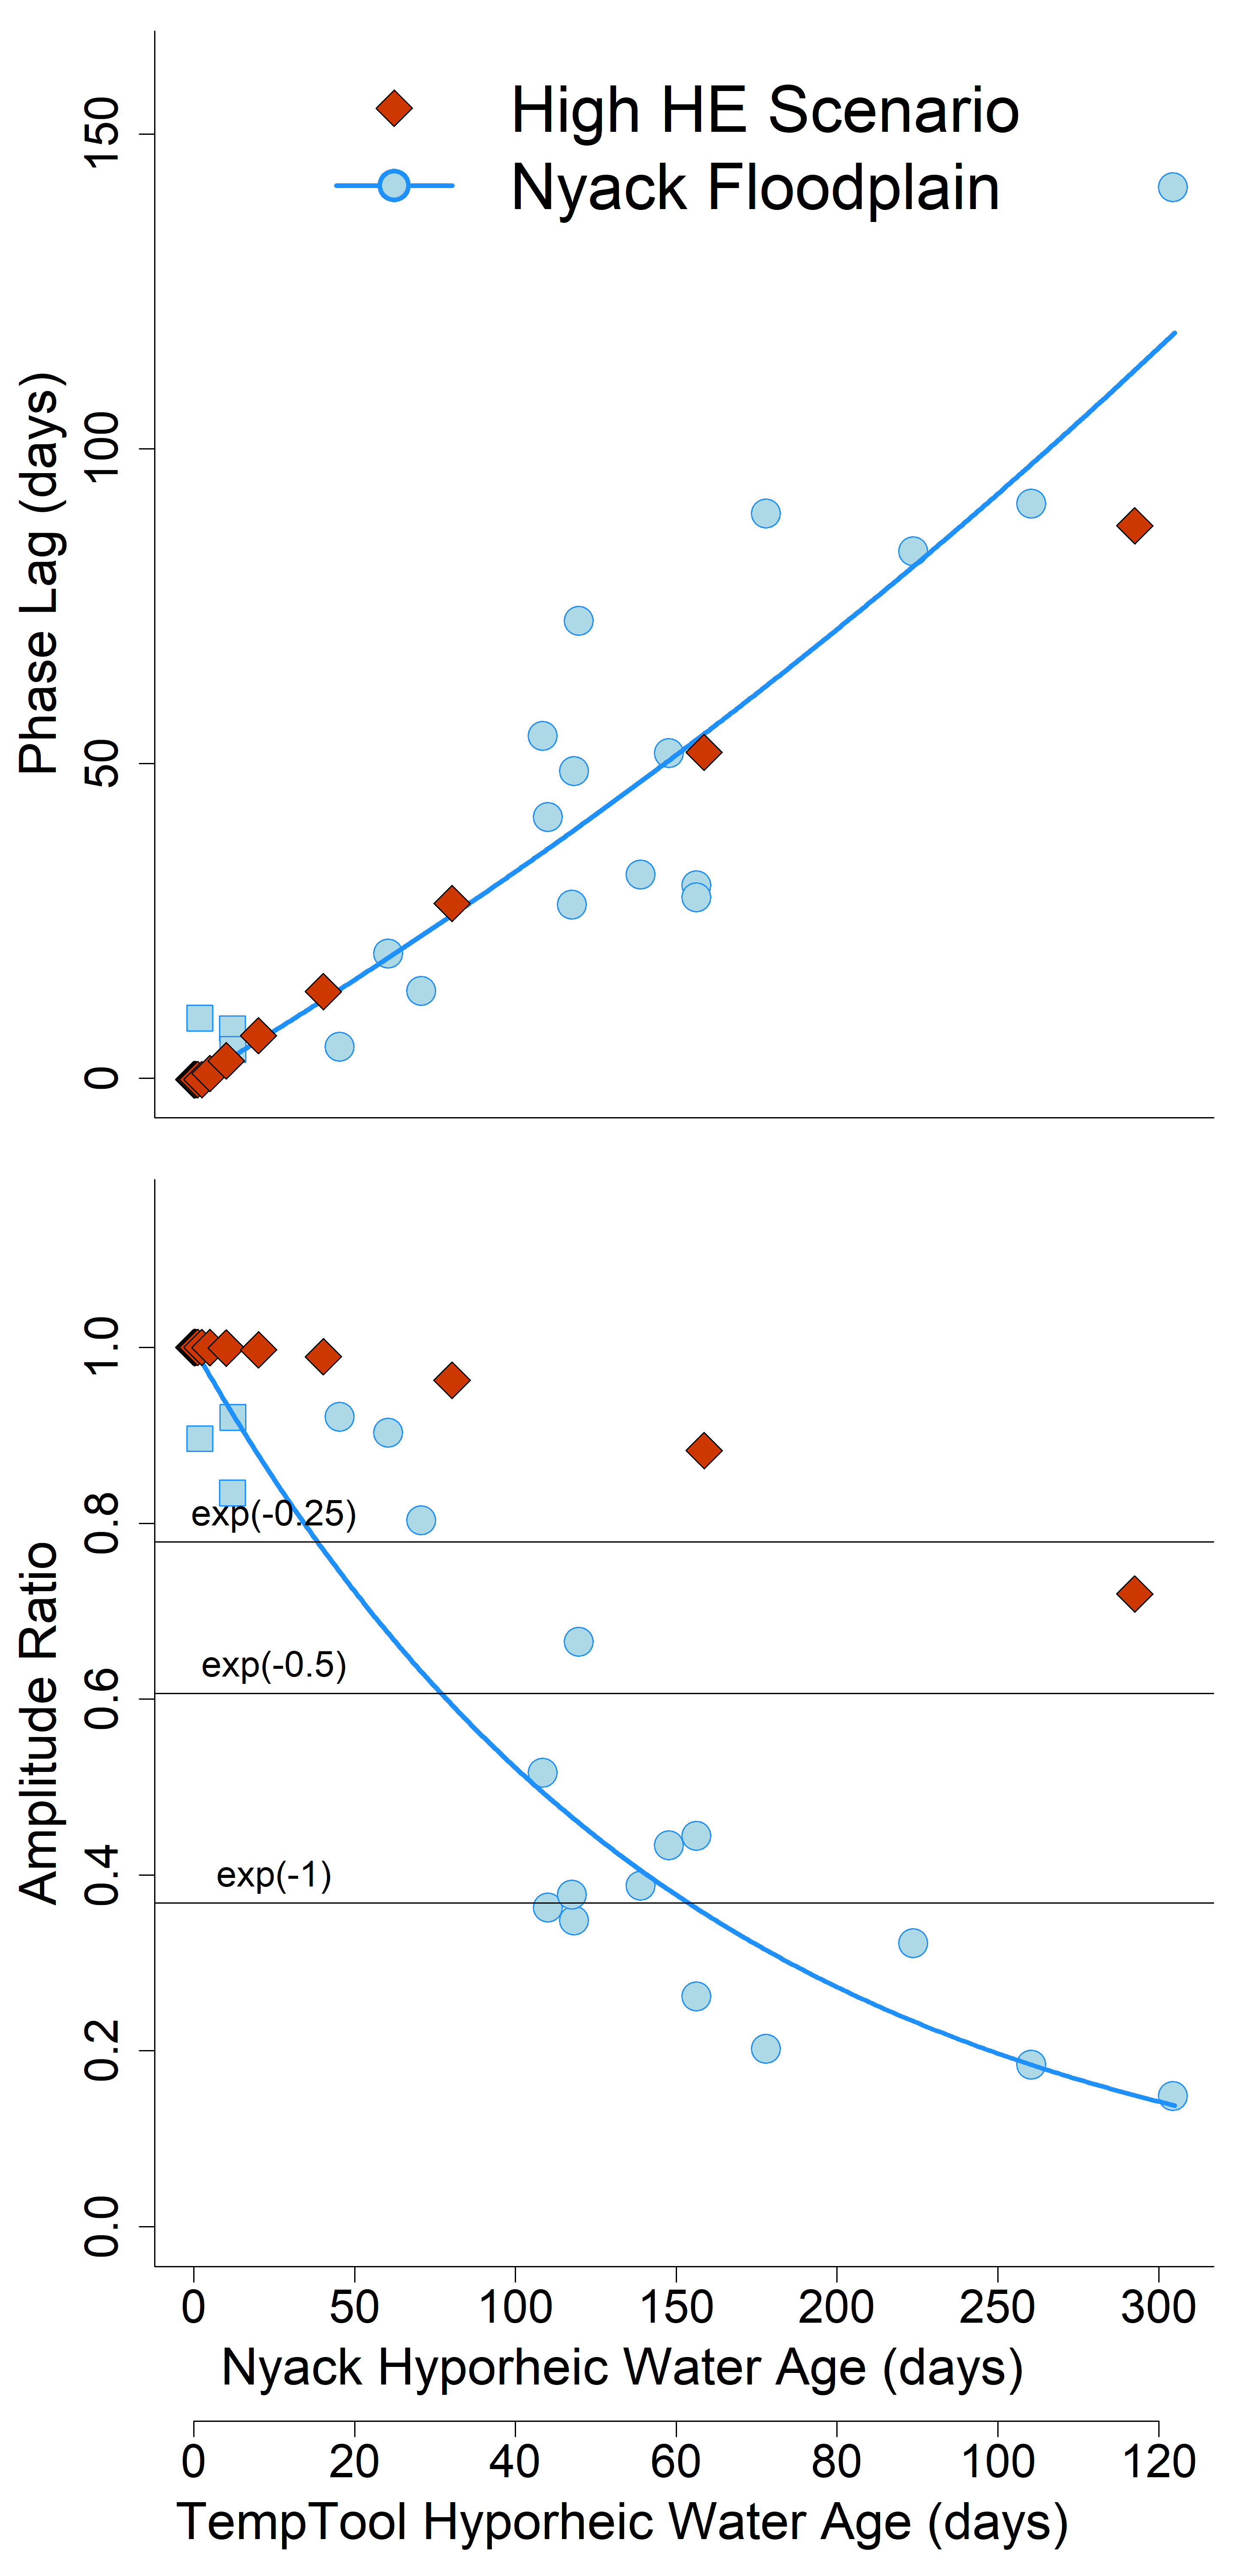 High HE Scenario
Nyack Floodplain
Phase Lag (days)
150
100
50
0
Amplitude Ratio
1.0
0.8
0.6
0.4
0.2
0.0
exp(-0.25)
exp(-0.5)
exp(-1)
0 50 100 150 200 250 300
Nyack Hyporheic Water Age (days)
0 20 40 60 80 100 120
TempTool Hyporheic Water Age (days)